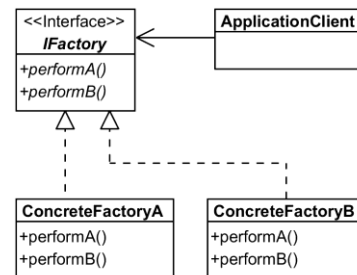 <<Interface>>
IFactory
+performA()
+performB()
ApplicationClient
ConcreteFactoryA
+performA()
+performB()
ConcreteFactoryB
+performA()
+performB()